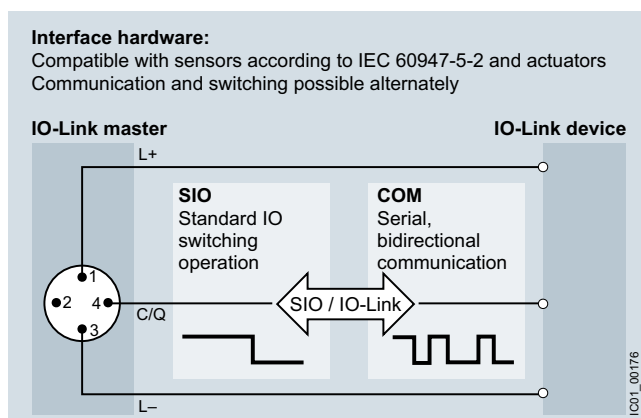 Interface hardware:
Compatible with sensors according to IEC 60947-5-2 and actuators
Communication and switching possible alternately
IO-Link master
IO-Link device
L+
SIO
Standard IO
switching
operation
COM
Serial,
bidirectional
communication
1
2
4
3
C/Q
SIO / IO-Link
L–
IC01_00176